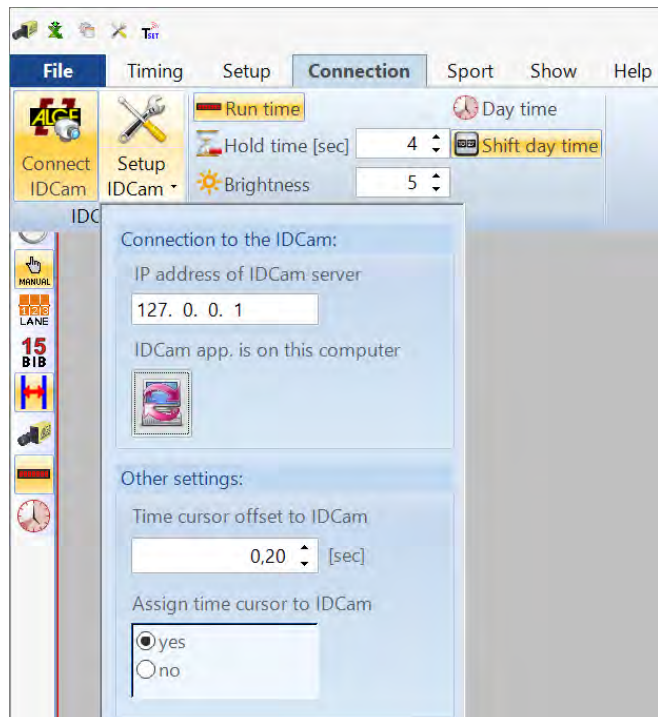 TSET
File Timing Setup Connection Sport Show Help
ALGE
Connect
IDCam
Setup
IDCam
Run time
Hold time [sec] 4
Brightness 5
Day time
Shift day time
IDC
Connection to the IDCam:
IP address of IDCam server
127. 0. 0. 1
IDCam app. is on this computer
Other settings:
Time cursor offset to IDCam
0,20 [sec]
Assign time cursor to IDCam
yes
no
MANUAL
123
LANE
15
BIB